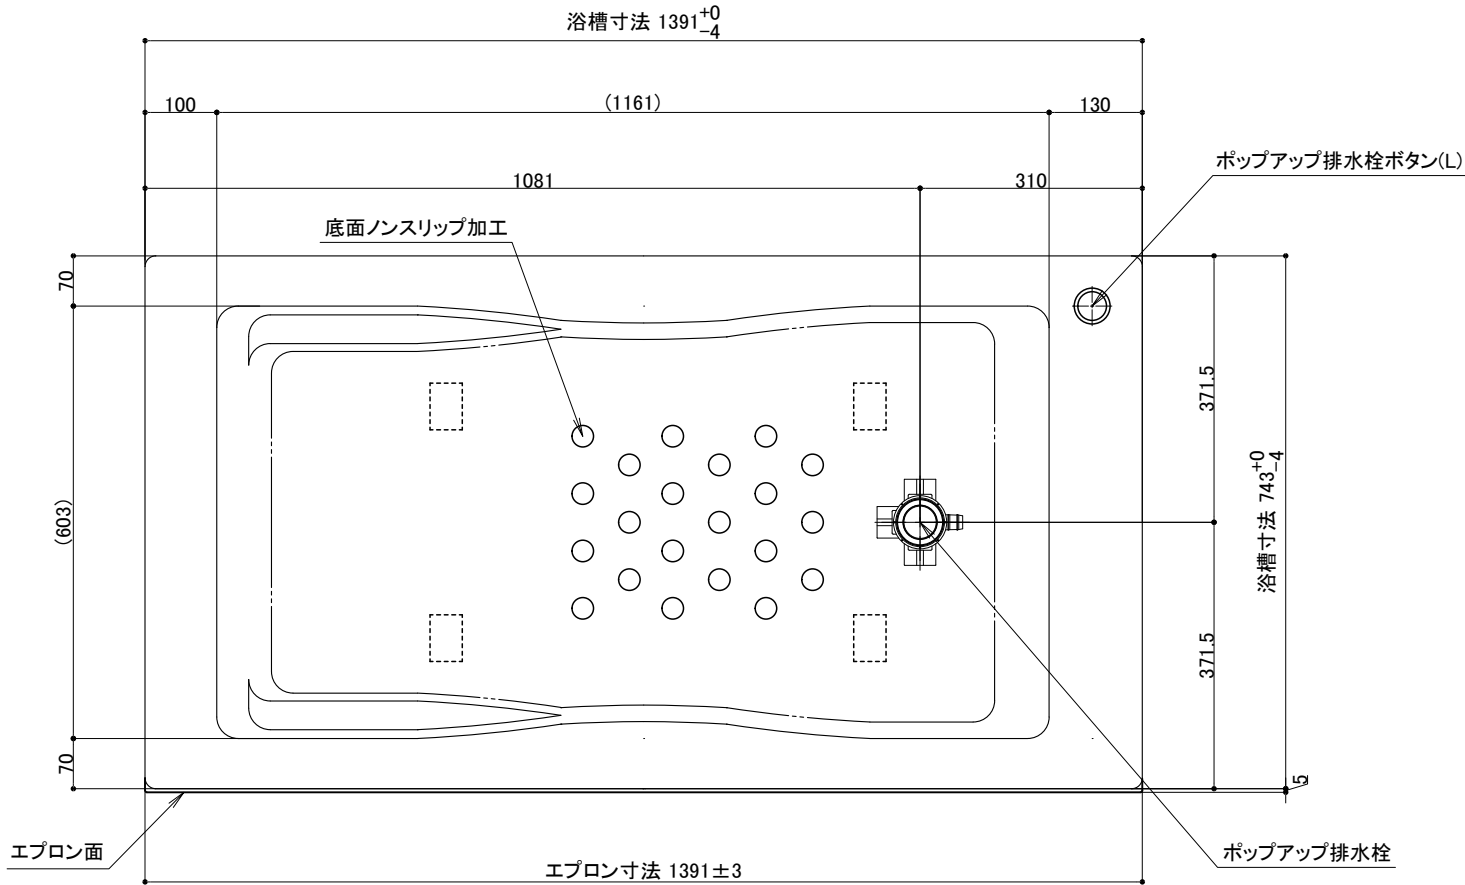 浴槽寸法 1391 +0 -4
100
(1161)
130
ポップアップ排水栓ボタン(L)
1081
310
底面ノンスリップ加工
70
371.5
(603)
浴槽寸法 743 +0 -4
371.5
70
5
エプロン面
ポップアップ排水栓
エプロン寸法 1391±3